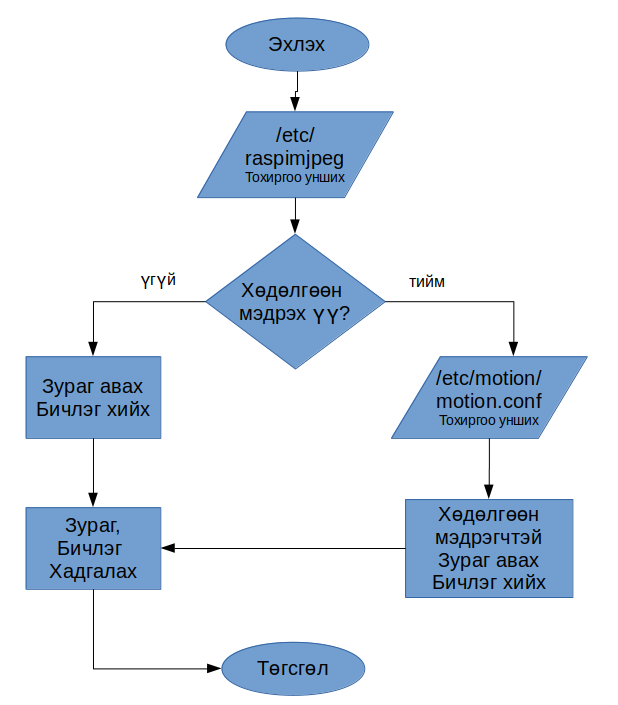 Эхлэх
/etc/
raspimjpeg
Тохиргоо унших
Хөдөлгөөн
мэдрэх үү?
үгүй
тийм
Зураг авах
Бичлэг хийх
/etc/motion/
motion.conf
Тохиргоо унших
Хөдөлгөөн
мэдрэгчтэй
Зураг авах
Бичлэг хийх
Зураг,
Бичлэг
Хадгалах
Төгсгөл